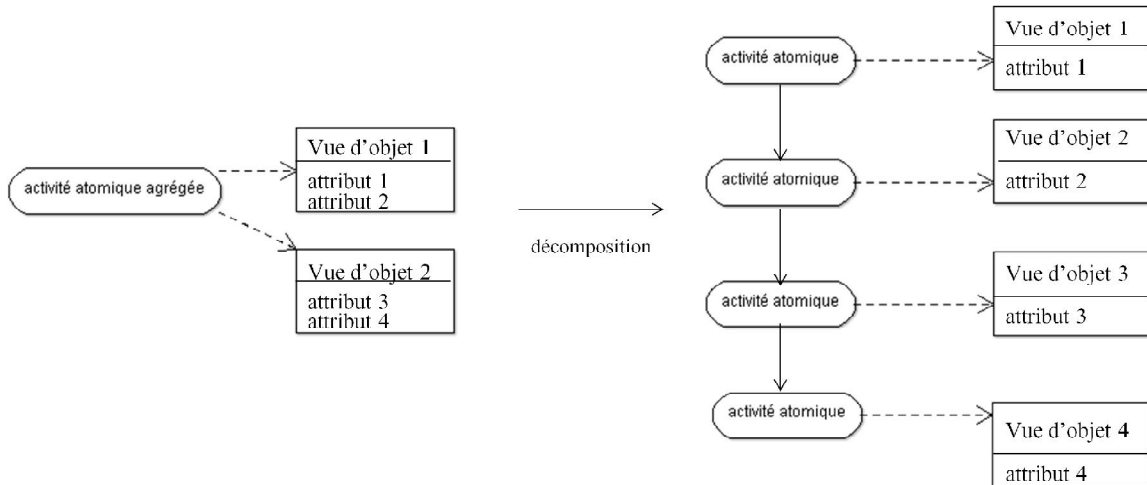 activité atomique agrégée
Vue d'objet 1
attribut 1
attribut 2
Vue d'objet 2
attribut 3
attribut 4
décomposition
activité atomique
Vue d'objet 1
attribut 1
activité atomique
Vue d'objet 2
attribut 2
activité atomique
Vue d'objet 3
attribut 3
activité atomique
Vue d'objet 4
attribut 4